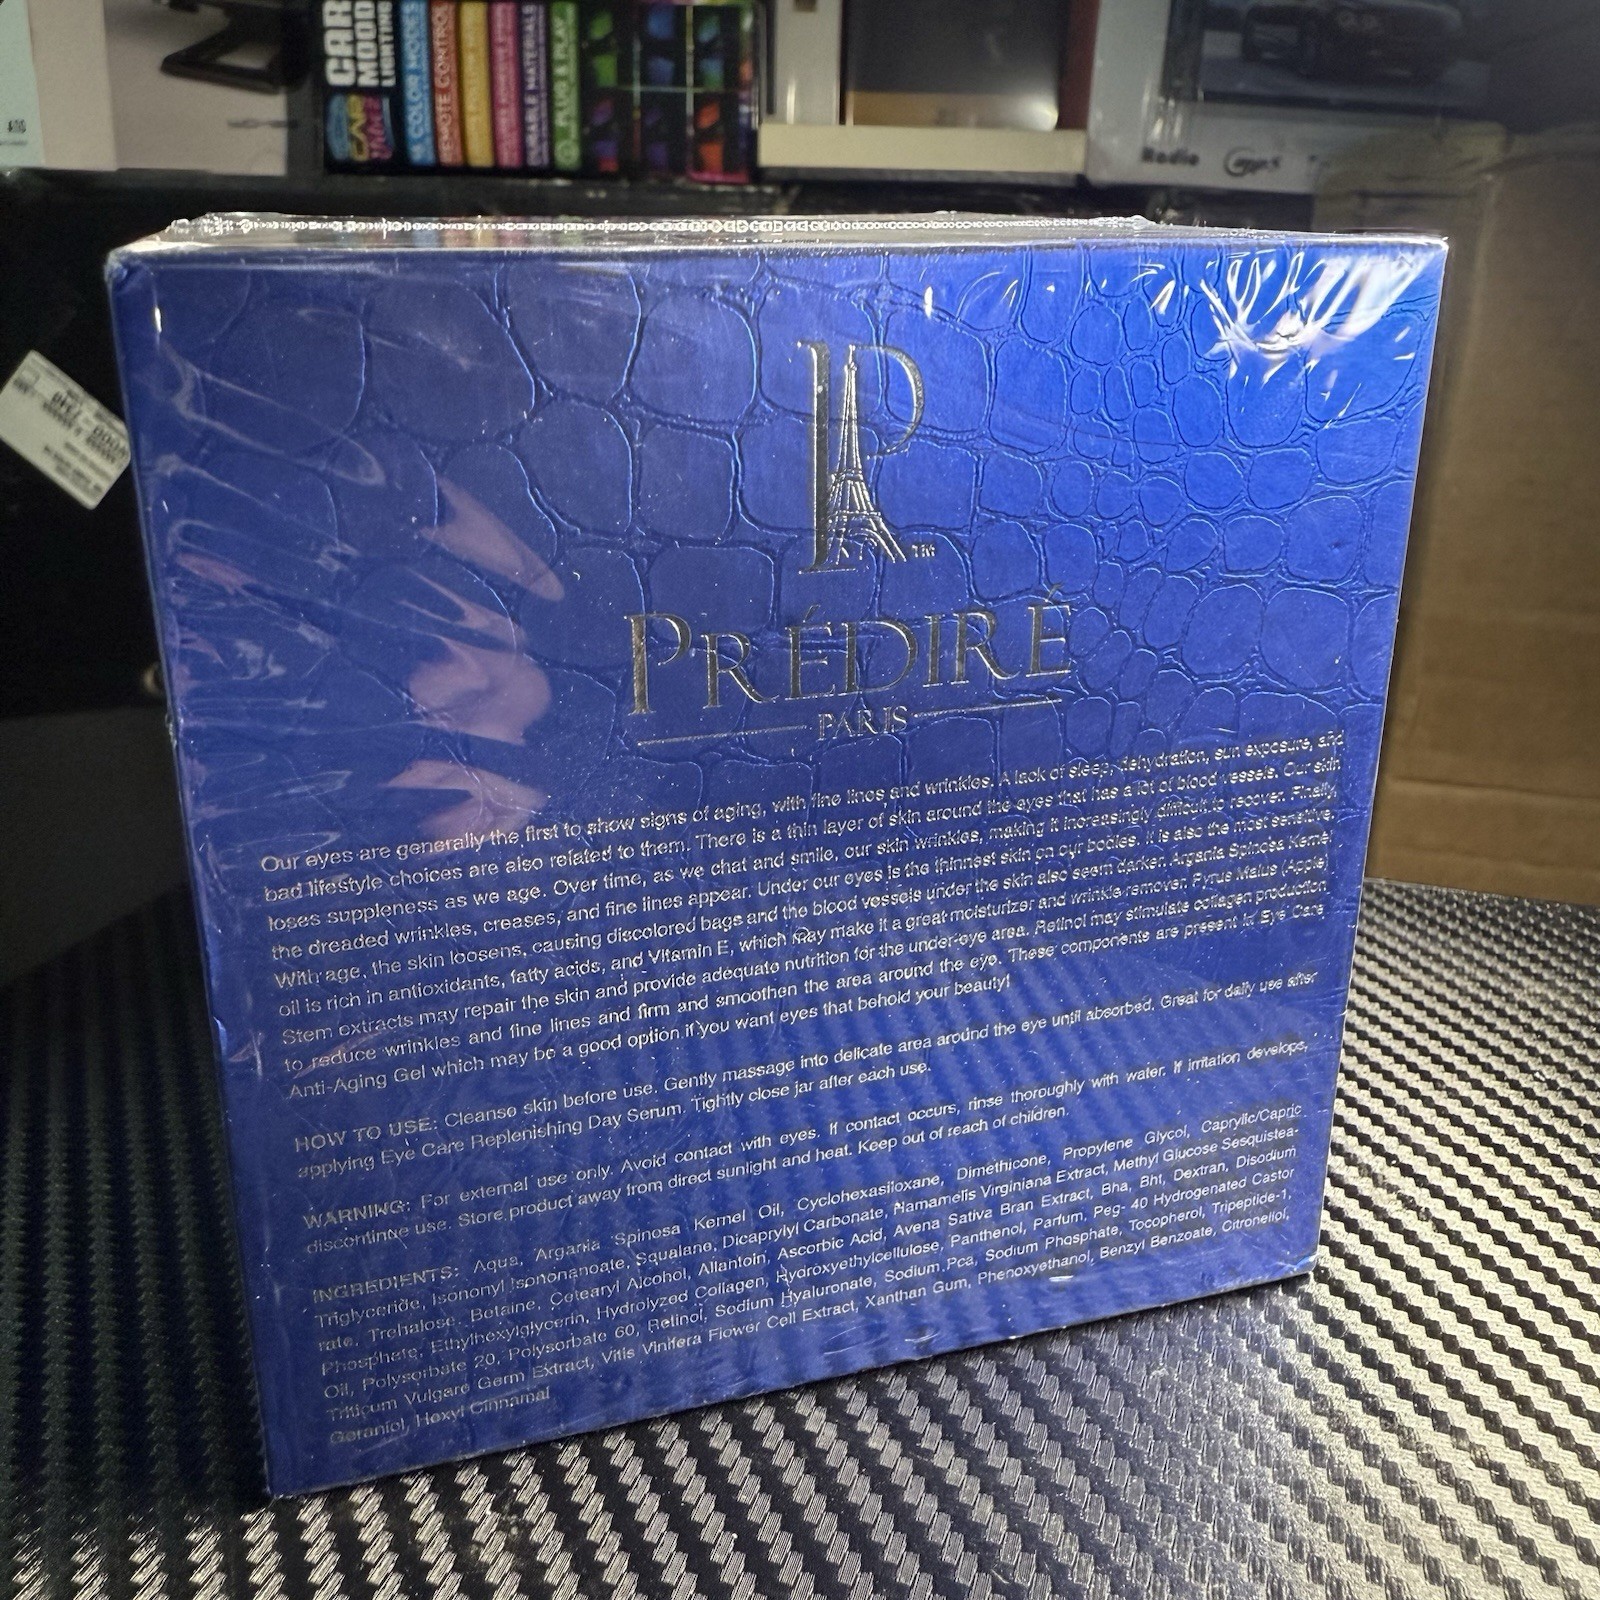 CAR
MOOD
LIGHTING
COLOR MODES
REMOTE CONTROL
PLUG & PLAY
Radio
P
TM
PRÉDIRÉ
PARIS
Our eyes are generally the first to show signs of aging, with fine lines and wrinkles. A lack of sleep, dehydration, sun exposure, and
bad lifestyle choices are also related to them. There is a thin layer of skin around the eyes that has a lot of blood vessels. Our skin
loses suppleness as we age. Over time, as we chat and smile, our skin wrinkles, making it increasingly difficult to recover. Finally,
the dreaded wrinkles, creases, and fine lines appear. Under our eyes is the thinnest skin on our bodies. It is also the most sensitive.
With age, the skin loosens, causing discolored bags and the blood vessels under the skin also seem darker. Argania Spinosa Kernel
oil is rich in antioxidants, fatty acids, and Vitamin E, which may make it a great moisturizer and wrinkle remover. Pyrus Malus (Apple)
Stem extracts may repair the skin and provide adequate nutrition for the under-eye area. Retinol may stimulate collagen production
to reduce wrinkles and fine lines and firm and smoothen the area around the eye. These components are present in Eye Care
Anti-Aging Gel which may be a good option if you want eyes that behold your beauty!
HOW TO USE: Cleanse skin before use. Gently massage into delicate area around the eye until absorbed. Great for daily use after
applying Eye Care Replenishing Day Serum. Tightly close jar after each use.
WARNING: For external use only. Avoid contact with eyes. If contact occurs, rinse thoroughly with water. If irritation develops,
discontinue use. Store product away from direct sunlight and heat. Keep out of reach of children.
INGREDIENTS: Aqua, Argania Spinosa Kernel Oil, Cyclohexasiloxane, Dimethicone, Propylene Glycol, Caprylic/Capric
Triglyceride, Isononyl Isononanoate, Squalane, Dicaprylyl Carbonate, Hamamelis Virginiana Extract, Methyl Glucose Sesquistea-
rate, Trehalose, Betaine, Cetearyl Alcohol, Allantoin, Ascorbic Acid, Avena Sativa Bran Extract, Bha, Bht, Dextran, Disodium
Phosphate, Ethylhexylglycerin, Hydrolyzed Collagen, Hydroxyethylcellulose, Panthenol, Parfum, Peg- 40 Hydrogenated Castor
Oil, Polysorbate 20, Polysorbate 60, Retinol, Sodium Hyaluronate, Sodium Pca, Sodium Phosphate, Tocopherol, Tripeptide-1,
Triticum Vulgare Germ Extract, Vitis Vinifera Flower Cell Extract, Xanthan Gum, Phenoxyethanol, Benzyl Benzoate, Citronellol,
Geraniol, Hexyl Cinnamal